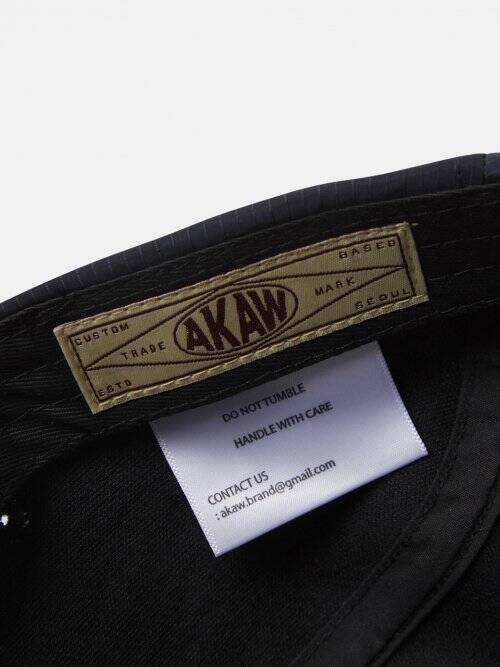 CUSTOM
BASED
TRADE
AKAW
MARK
ESTD
SEOUL
DO NOT TUMBLE
HANDLE WITH CARE
CONTACT US
: akaw.brand@gmail.com